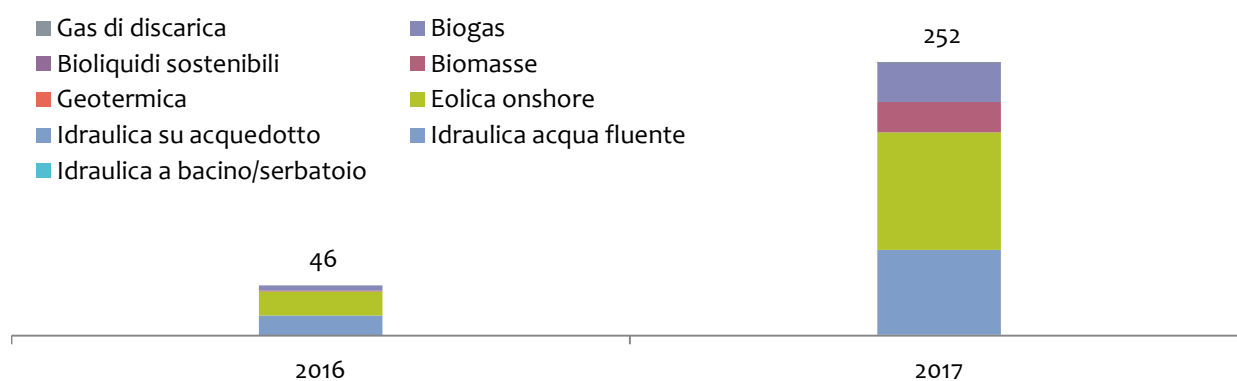 Gas di discarica
Biogas
Bioliquidi sostenibili
Biomasse
Geotermica
Eolica onshore
Idraulica su acquedotto
Idraulica acqua fluente
Idraulica a bacino/serbatoio
46
252
2016
2017